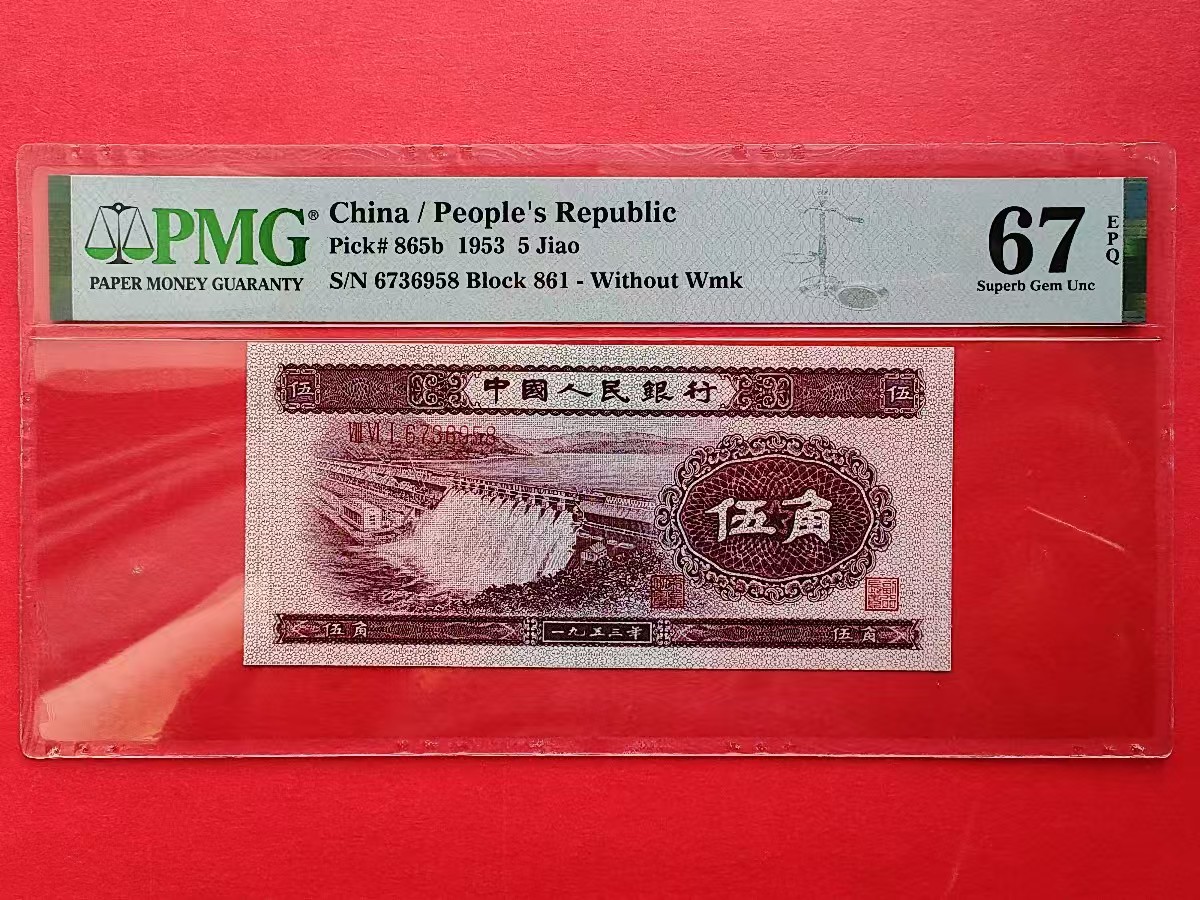 PMG®
PAPER MONEY GUARANTY
China / People's Republic
Pick# 865b 1953 5 Jiao
S/N 6736958 Block 861 - Without Wmk
67
EPQ
Superb Gem Unc
伍 中國人民銀行 伍
ⅧⅥⅠ6736958
伍角
伍角 一九五三年 伍角